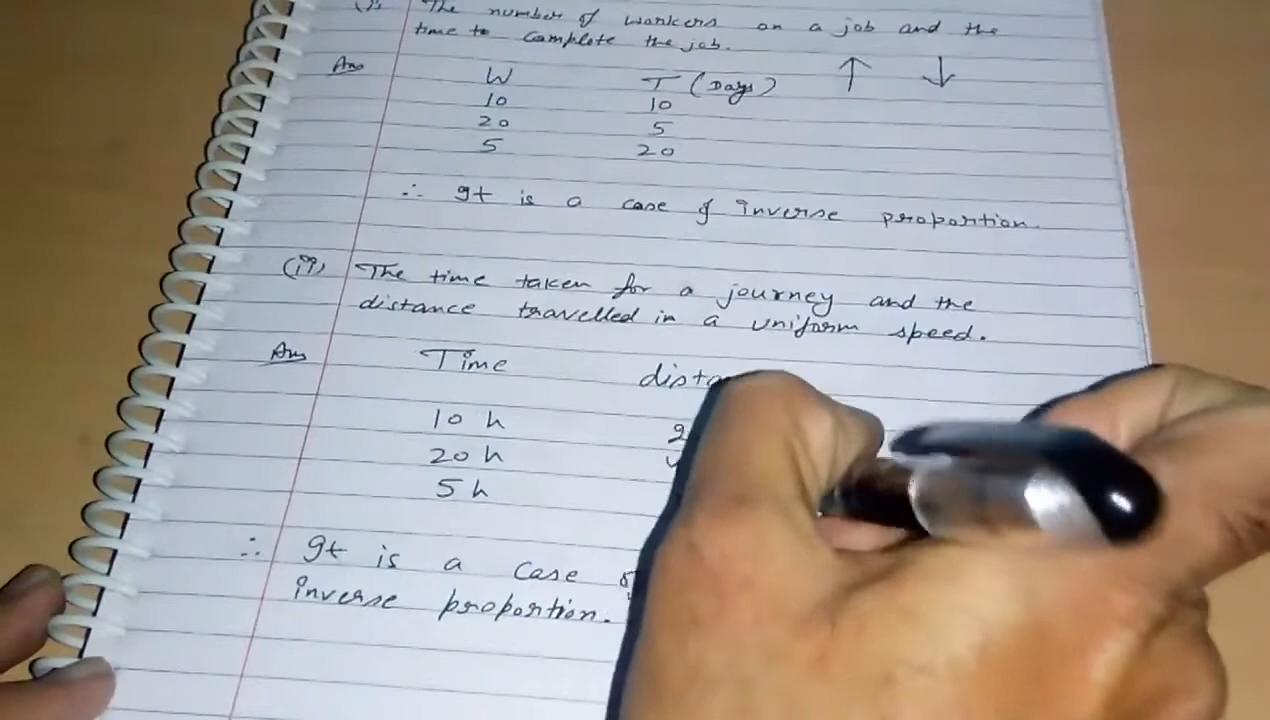 The number of workers on a job and the
time to complete the job.
Ans W T (Days) ↑ ↓
10 10
20 5
5 20
∴ It is a case of inverse proportion.
(ii) The time taken for a journey and the
distance travelled in a uniform speed.
Ans Time
10 h
20 h
5 h
∴ It is a case
inverse proportion.